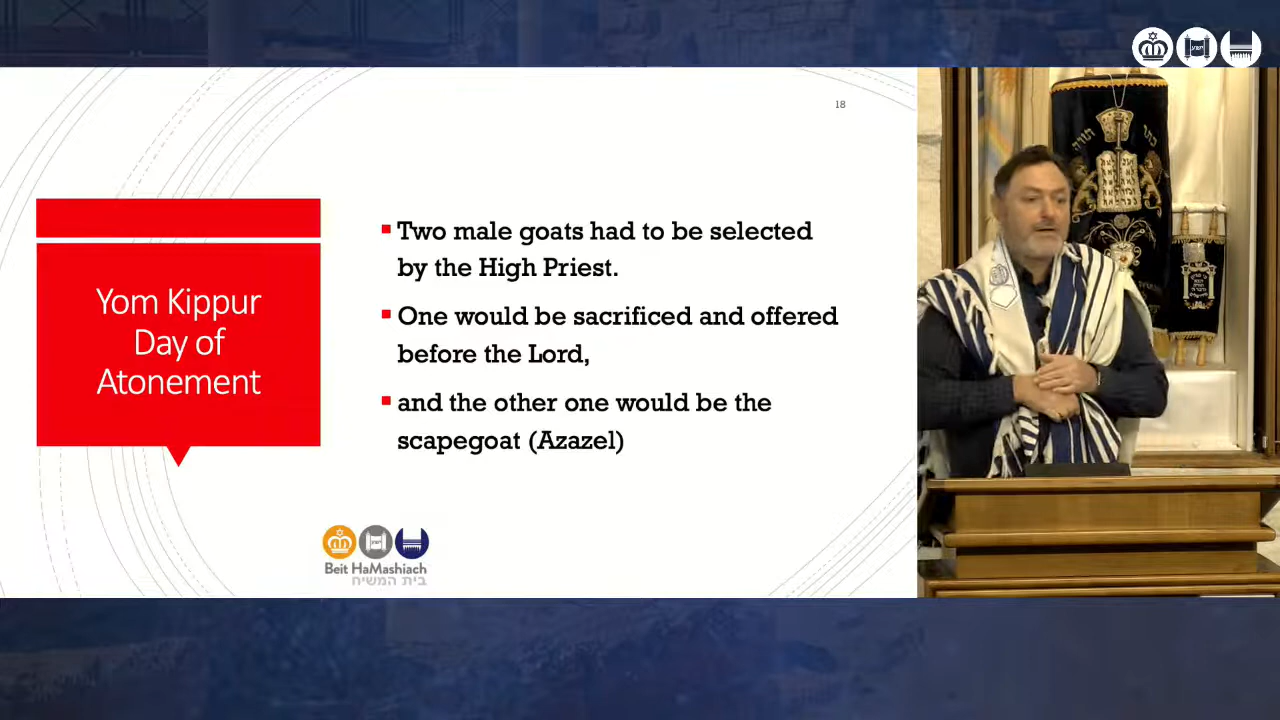 18
Yom Kippur
Day of
Atonement
Two male goats had to be selected
by the High Priest.
One would be sacrificed and offered
before the Lord,
and the other one would be the
scapegoat (Azazel)
Beit HaMashiach
בית המשיח